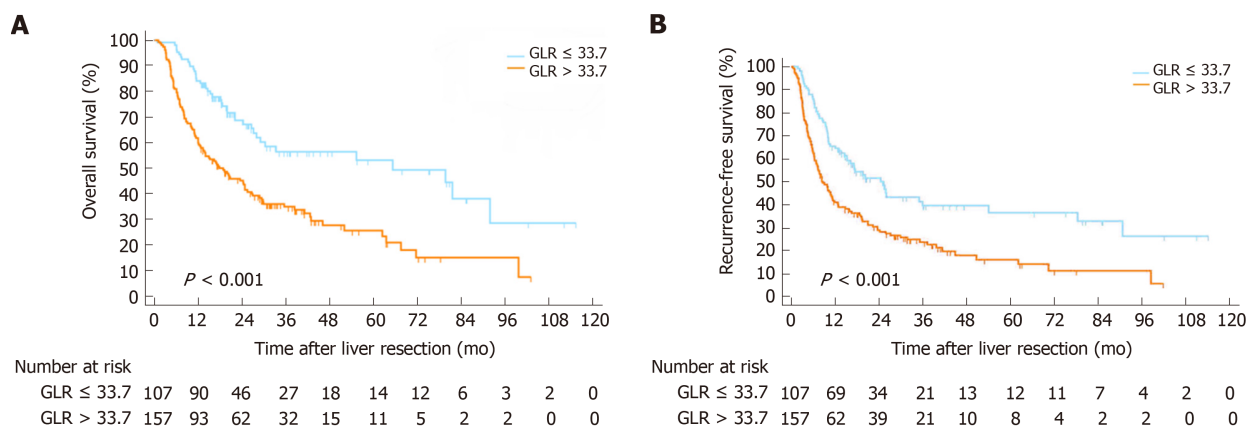 A
Overall survival (%)
100
90
80
70
60
50
40
30
20
10
0
GLR ≤ 33.7
GLR > 33.7
P < 0.001
0 12 24 36 48 60 72 84 96 108 120
Time after liver resection (mo)
Number at risk
GLR ≤ 33.7 107 90 46 27 18 14 12 6 3 2 0
GLR > 33.7 157 93 62 32 15 11 5 2 2 0 0
B
Recurrence-free survival (%)
100
90
80
70
60
50
40
30
20
10
0
GLR ≤ 33.7
GLR > 33.7
P < 0.001
0 12 24 36 48 60 72 84 96 108 120
Time after liver resection (mo)
Number at risk
GLR ≤ 33.7 107 69 34 21 13 12 11 7 4 2 0
GLR > 33.7 157 62 39 21 10 8 4 2 2 0 0